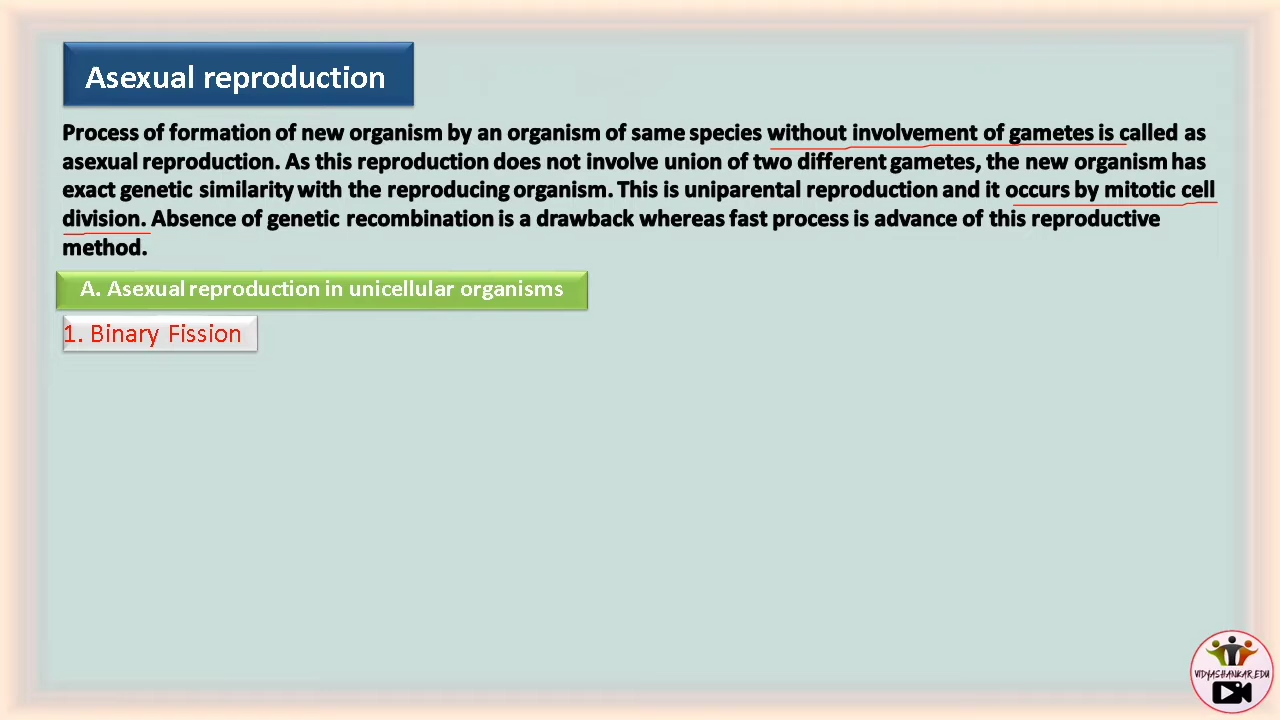 Asexual reproduction
Process of formation of new organism by an organism of same species without involvement of gametes is called as
asexual reproduction. As this reproduction does not involve union of two different gametes, the new organism has
exact genetic similarity with the reproducing organism. This is uniparental reproduction and it occurs by mitotic cell
division. Absence of genetic recombination is a drawback whereas fast process is advance of this reproductive
method.
A. Asexual reproduction in unicellular organisms
1. Binary Fission
VIDYASHANKAR.EDU